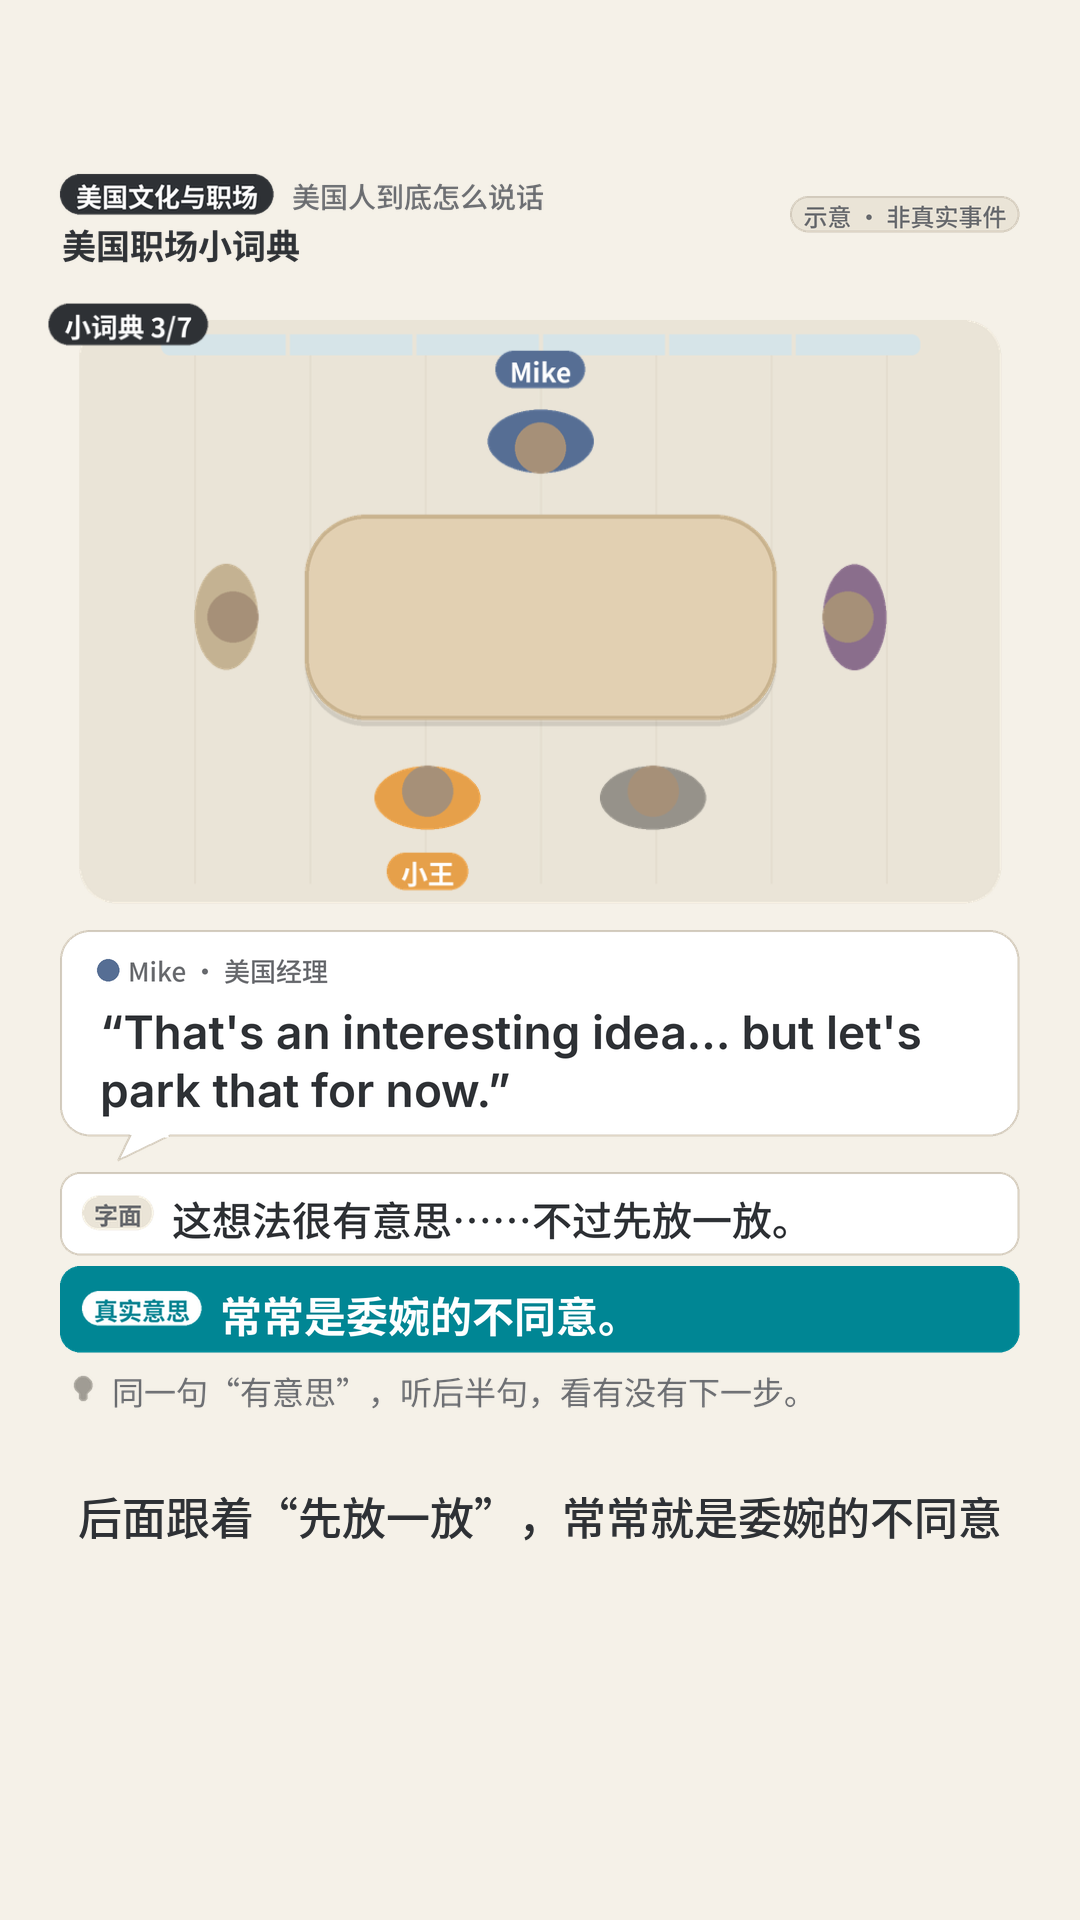 美国文化与职场 美国人到底怎么说话
示意 · 非真实事件
美国职场小词典
小词典 3/7
Mike
小王
Mike · 美国经理
“That's an interesting idea... but let's
park that for now.”
字面 这想法很有意思……不过先放一放。
真实意思 常常是委婉的不同意。
同一句“有意思”，听后半句，看有没有下一步。
后面跟着“先放一放”，常常就是委婉的不同意